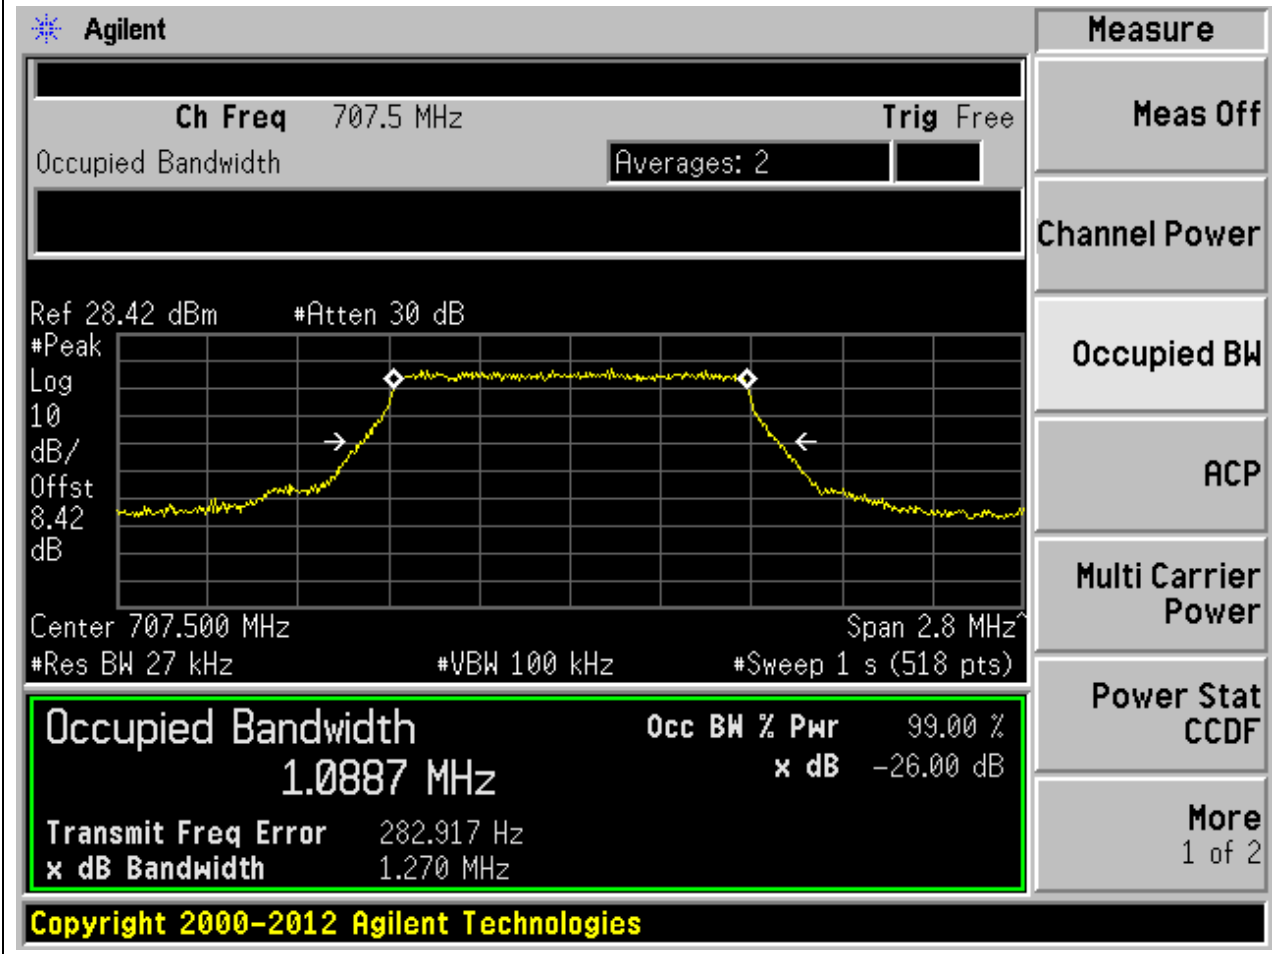 Agilent
Measure
Ch Freq 707.5 MHz Trig Free
Occupied Bandwidth Averages: 2
Ref 28.42 dBm #Atten 30 dB
#Peak
Log
10
dB/
Offst
8.42
dB
Center 707.500 MHz Span 2.8 MHz^
#Res BW 27 kHz #VBW 100 kHz #Sweep 1 s (518 pts)
Occupied Bandwidth Occ BW % Pwr 99.00 %
1.0887 MHz x dB -26.00 dB
Transmit Freq Error 282.917 Hz
x dB Bandwidth 1.270 MHz
Copyright 2000-2012 Agilent Technologies
Meas Off
Channel Power
Occupied BW
ACP
Multi Carrier
Power
Power Stat
CCDF
More
1 of 2